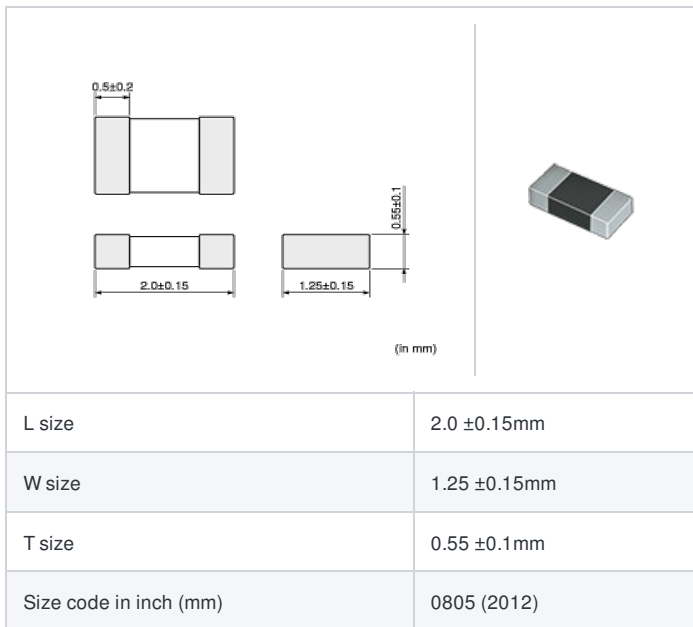 0.5±0.2
0.55±0.1
2.0±0.15
1.25±0.15
(in mm)
L size 2.0 ±0.15mm
W size 1.25 ±0.15mm
T size 0.55 ±0.1mm
Size code in inch (mm) 0805 (2012)